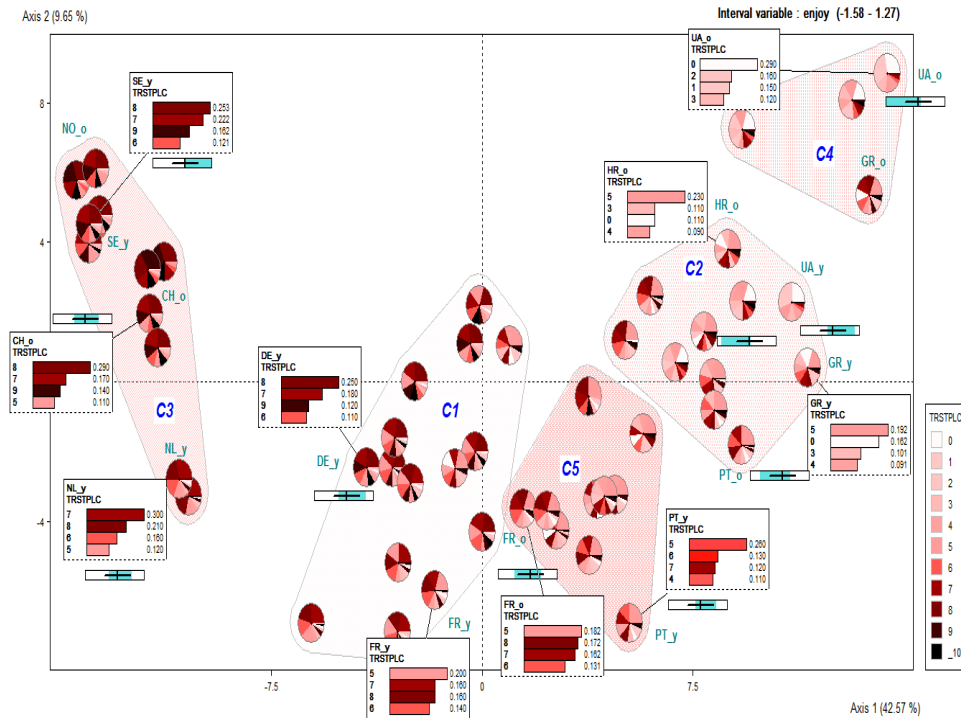 Axis 2 (9.65 %)
Interval variable : enjoy (-1.58 - 1.27)
UA_o
TRSTPLC
0 0.290
2 0.160
1 0.150
3 0.120
UA_o
SE_y
TRSTPLC
8 0.253
7 0.222
9 0.162
6 0.121
8
NO_o
C4
GR_o
HR_o
TRSTPLC
5 0.230
3 0.110
0 0.110
4 0.090
HR_o
4
SE_y
C2
UA_y
CH_o
CH_o
TRSTPLC
8 0.290
7 0.170
9 0.140
5 0.110
DE_y
TRSTPLC
8 0.250
7 0.180
9 0.120
6 0.110
GR_y
GR_y
TRSTPLC
5 0.192
0 0.162
3 0.101
4 0.091
C3
C1
TRSTPLC
0
1
2
3
4
5
6
7
8
9
_10
NL_y
DE_y
C5
PT_o
NL_y
TRSTPLC
7 0.300
8 0.210
6 0.160
5 0.120
-4
FR_o
PT_y
TRSTPLC
5 0.260
6 0.130
7 0.120
4 0.110
FR_o
TRSTPLC
5 0.182
8 0.172
7 0.162
6 0.131
FR_y
PT_y
FR_y
TRSTPLC
5 0.200
7 0.160
8 0.160
6 0.140
-7.5
0
7.5
Axis 1 (42.57 %)